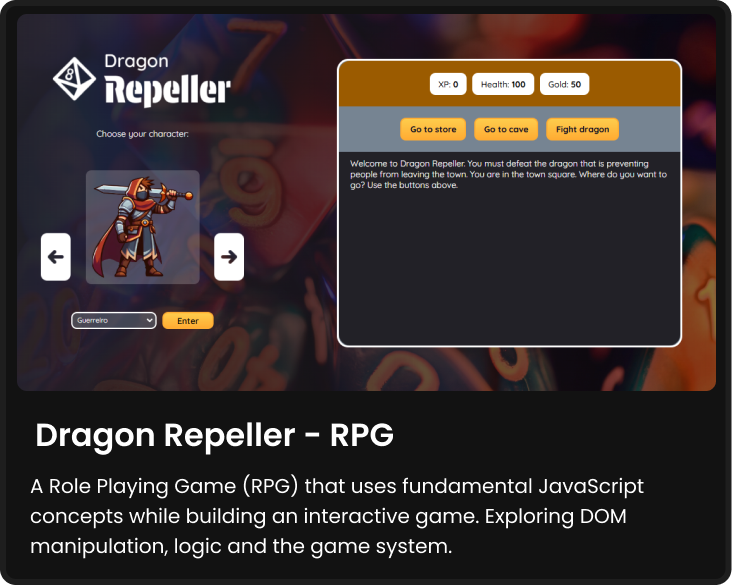 8
Dragon
Repeller
Choose your character:
Guerreiro
Enter
XP: 0
Health: 100
Gold: 50
Go to store
Go to cave
Fight dragon
Welcome to Dragon Repeller. You must defeat the dragon that is preventing
people from leaving the town. You are in the town square. Where do you want
to go? Use the buttons above.
Dragon Repeller - RPG
A Role Playing Game (RPG) that uses fundamental JavaScript
concepts while building an interactive game. Exploring DOM
manipulation, logic and the game system.